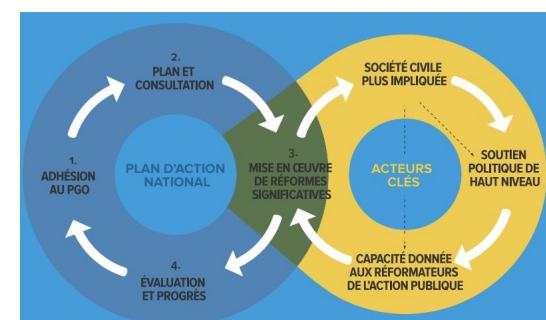 2.
PLAN ET
CONSULTATION
1.
ADHÉSION
AU PGO
PLAN D'ACTION
NATIONAL
3.
MISE EN ŒUVRE
DE RÉFORMES
SIGNIFICATIVES
4.
ÉVALUATION
ET PROGRÈS
SOCIÉTÉ CIVILE
PLUS IMPLIQUÉE
ACTEURS
CLÉS
SOUTIEN
POLITIQUE DE
HAUT NIVEAU
CAPACITÉ DONNÉE
AUX RÉFORMATEURS
DE L'ACTION PUBLIQUE